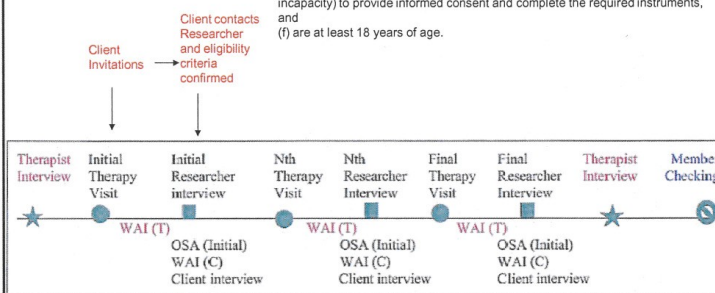 incapacity) to provide informed consent and complete the required instruments,
and
(f) are at least 18 years of age.
Client contacts
Researcher
and eligibility
criteria
confirmed
Client
Invitations
Therapist
Interview
Initial
Therapy
Visit
Initial
Researcher
interview
Nth
Therapy
Visit
Nth
Researcher
Interview
Final
Therapy
Visit
Final
Researcher
Interview
Therapist
Interview
Membe
Checking
WAI (T)
WAI (T)
WAI (T)
OSA (Initial)
WAI (C)
Client interview
OSA (Initial)
WAI (C)
Client interview
OSA (Initial)
WAI (C)
Client interview